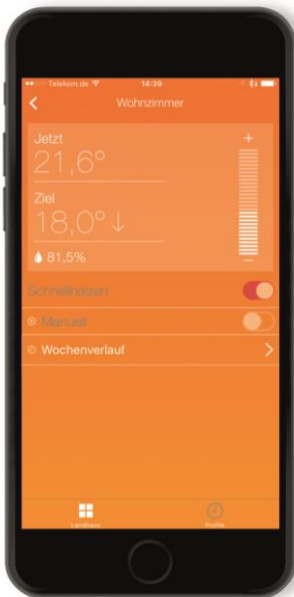 Telekom.de 14:39
Wohnzimmer
Jetzt
21,6°
+
Ziel
18,0° ↓
81,5%
−
Schnellheizen
Manuell
Wochenverlauf
Landhaus Profile